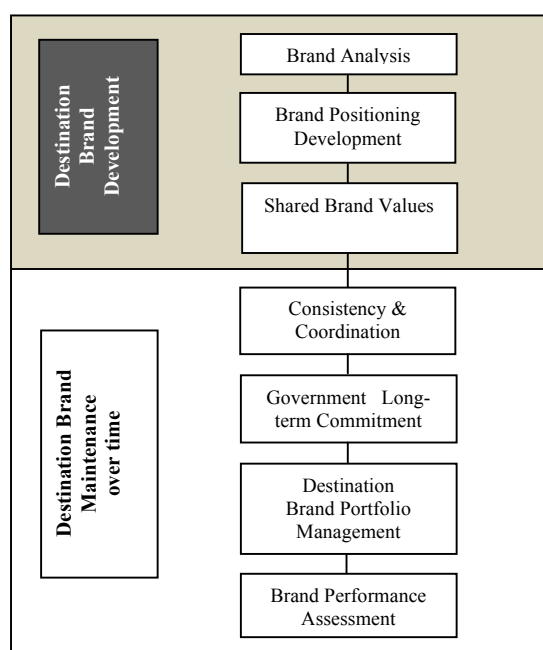 Destination
Brand
Development
Brand Analysis
Brand Positioning
Development
Shared Brand Values
Destination Brand
Maintenance
over time
Consistency &
Coordination
Government Long-
term Commitment
Destination
Brand Portfolio
Management
Brand Performance
Assessment